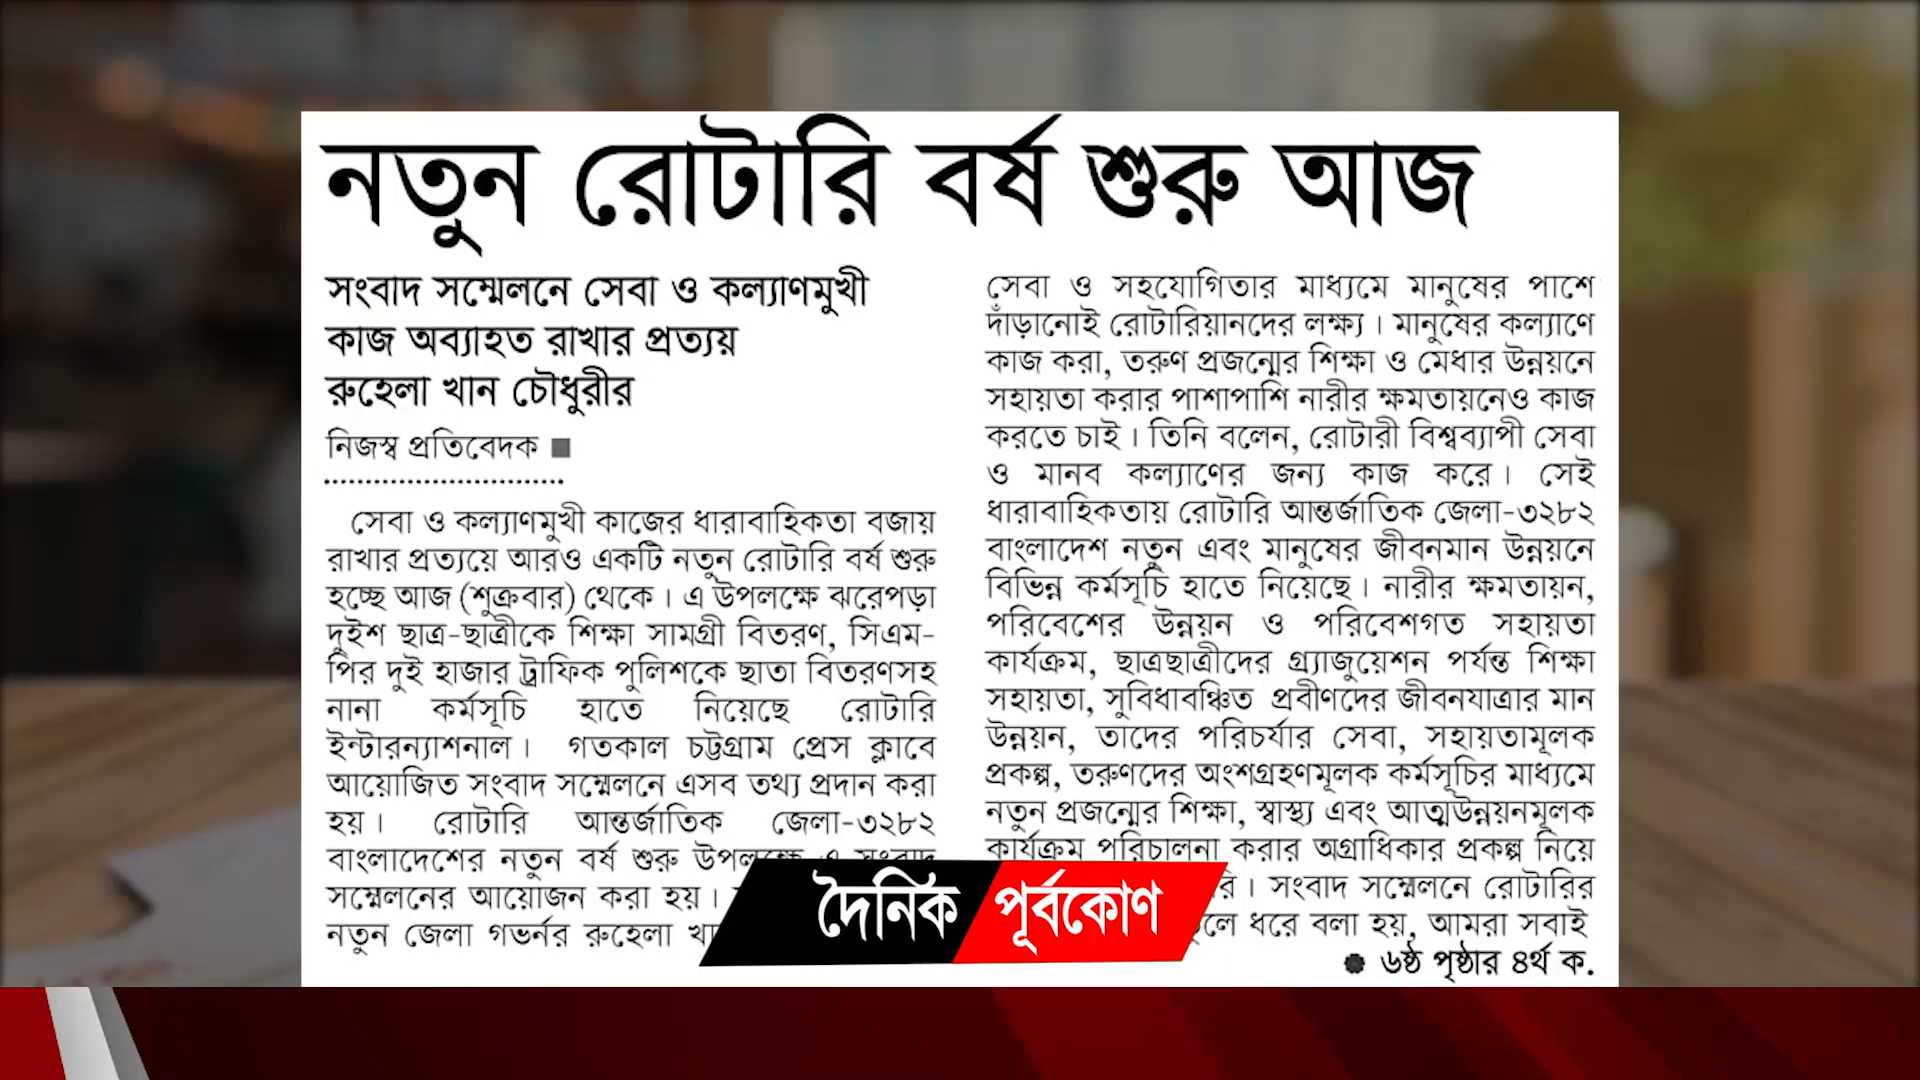 নতুন রোটারি বর্ষ শুরু আজ
সংবাদ সম্মেলনে সেবা ও কল্যাণমুখী
কাজ অব্যাহত রাখার প্রত্যয়
রুহেলা খান চৌধুরীর
নিজস্ব প্রতিবেদক
সেবা ও কল্যাণমুখী কাজের ধারাবাহিকতা বজায়
রাখার প্রত্যয়ে আরও একটি নতুন রোটারি বর্ষ শুরু
হচ্ছে আজ (শুক্রবার) থেকে। এ উপলক্ষে ঝরেপড়া
দুইশ ছাত্র-ছাত্রীকে শিক্ষা সামগ্রী বিতরণ, সিএম-
পির দুই হাজার ট্রাফিক পুলিশকে ছাতা বিতরণসহ
নানা কর্মসূচি হাতে নিয়েছে রোটারি
ইন্টারন্যাশনাল। গতকাল চট্টগ্রাম প্রেস ক্লাবে
আয়োজিত সংবাদ সম্মেলনে এসব তথ্য প্রদান করা
হয়। রোটারি আন্তর্জাতিক জেলা-৩২৮২
বাংলাদেশের নতুন বর্ষ শুরু উপলক্ষে এ সংবাদ
সম্মেলনের আয়োজন করা হয়।
নতুন জেলা গভর্নর রুহেলা
সেবা ও সহযোগিতার মাধ্যমে মানুষের পাশে
দাঁড়ানোই রোটারিয়ানদের লক্ষ্য। মানুষের কল্যাণে
কাজ করা, তরুণ প্রজন্মের শিক্ষা ও মেধার উন্নয়নে
সহায়তা করার পাশাপাশি নারীর ক্ষমতায়নেও কাজ
করতে চাই। তিনি বলেন, রোটারী বিশ্বব্যাপী সেবা
ও মানব কল্যাণের জন্য কাজ করে। সেই
ধারাবাহিকতায় রোটারি আন্তর্জাতিক জেলা-৩২৮২
বাংলাদেশ নতুন এবং মানুষের জীবনমান উন্নয়নে
বিভিন্ন কর্মসূচি হাতে নিয়েছে। নারীর ক্ষমতায়ন,
পরিবেশের উন্নয়ন ও পরিবেশগত সহায়তা
কার্যক্রম, ছাত্রছাত্রীদের গ্র্যাজুয়েশন পর্যন্ত শিক্ষা
সহায়তা, সুবিধাবঞ্চিত প্রবীণদের জীবনযাত্রার মান
উন্নয়ন, তাদের পরিচর্যার সেবা, সহায়তামূলক
প্রকল্প, তরুণদের অংশগ্রহণমূলক কর্মসূচির মাধ্যমে
নতুন প্রজন্মের শিক্ষা, স্বাস্থ্য এবং আত্মউন্নয়নমূলক
কার্যক্রম পরিচালনা করার অগ্রাধিকার প্রকল্প নিয়ে
সংবাদ সম্মেলনে রোটারির
ধরে বলা হয়, আমরা সবাই
৬ষ্ঠ পৃষ্ঠার ৪র্থ ক.
দৈনিক পূর্বকোণ